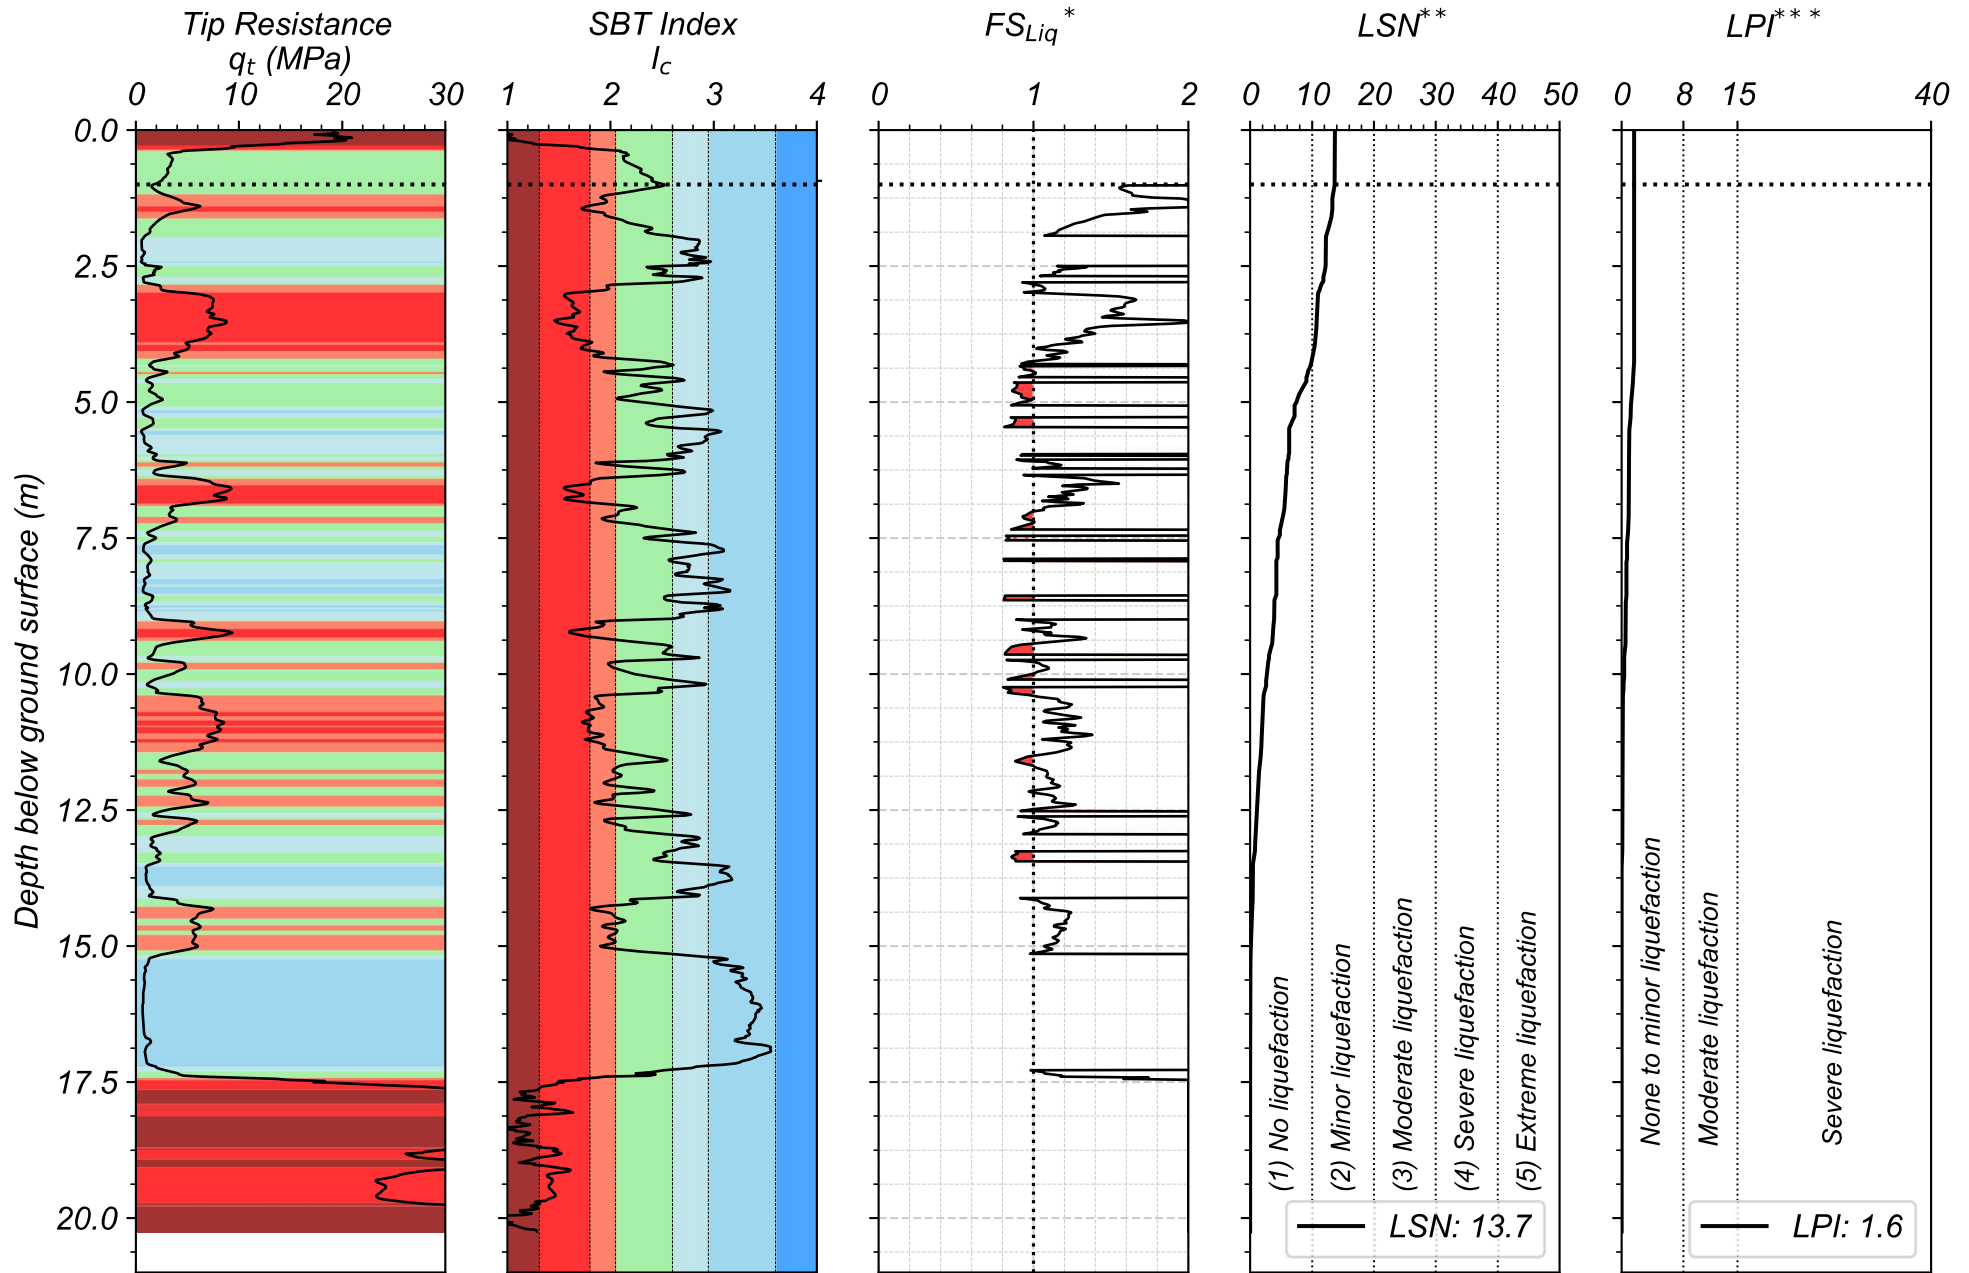 Tip Resistance
qt (MPa)
SBT Index
Ic
FSLiq*
LSN**
LPI***
0 10 20 30
1 2 3 4
0 1 2
0 10 20 30 40 50
0 8 15 40
0.0
2.5
5.0
7.5
10.0
12.5
15.0
17.5
20.0
Depth below ground surface (m)
(1) No liquefaction
(2) Minor liquefaction
(3) Moderate liquefaction
(4) Severe liquefaction
(5) Extreme liquefaction
None to minor liquefaction
Moderate liquefaction
Severe liquefaction
LSN: 13.7
LPI: 1.6